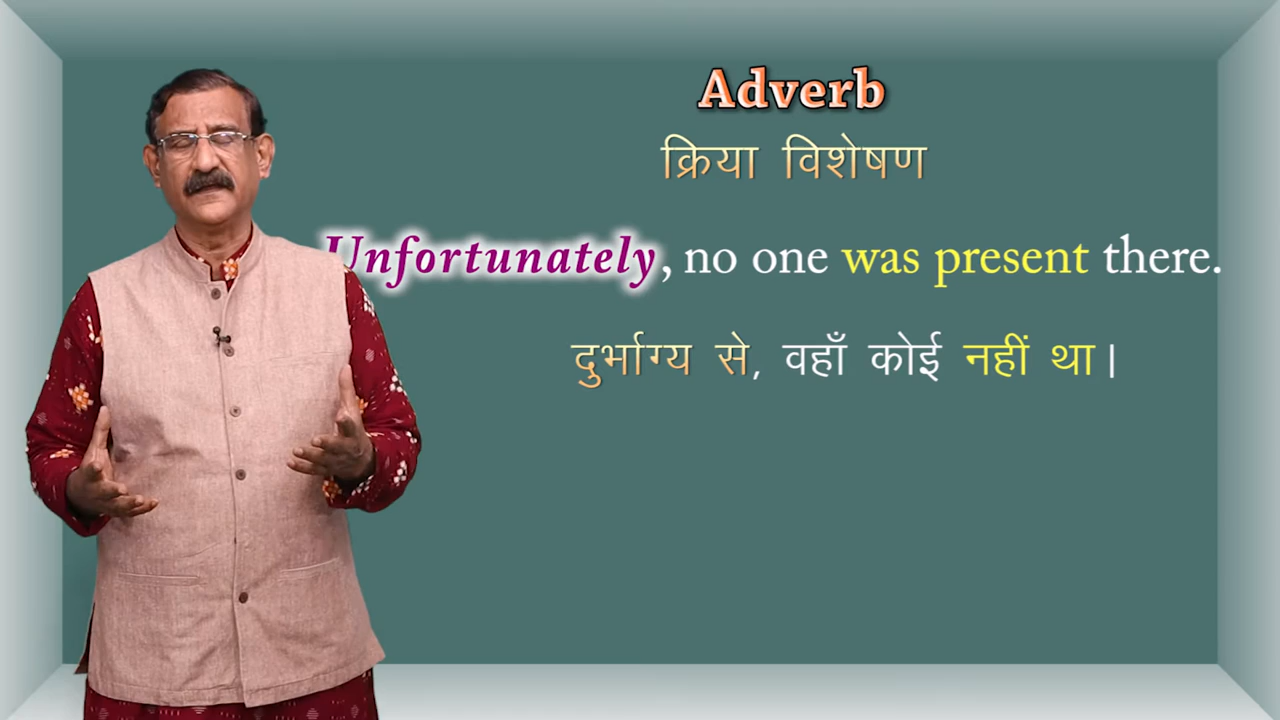 Adverb
क्रिया विशेषण
Unfortunately, no one was present there.
दुर्भाग्य से, वहाँ कोई नहीं था|